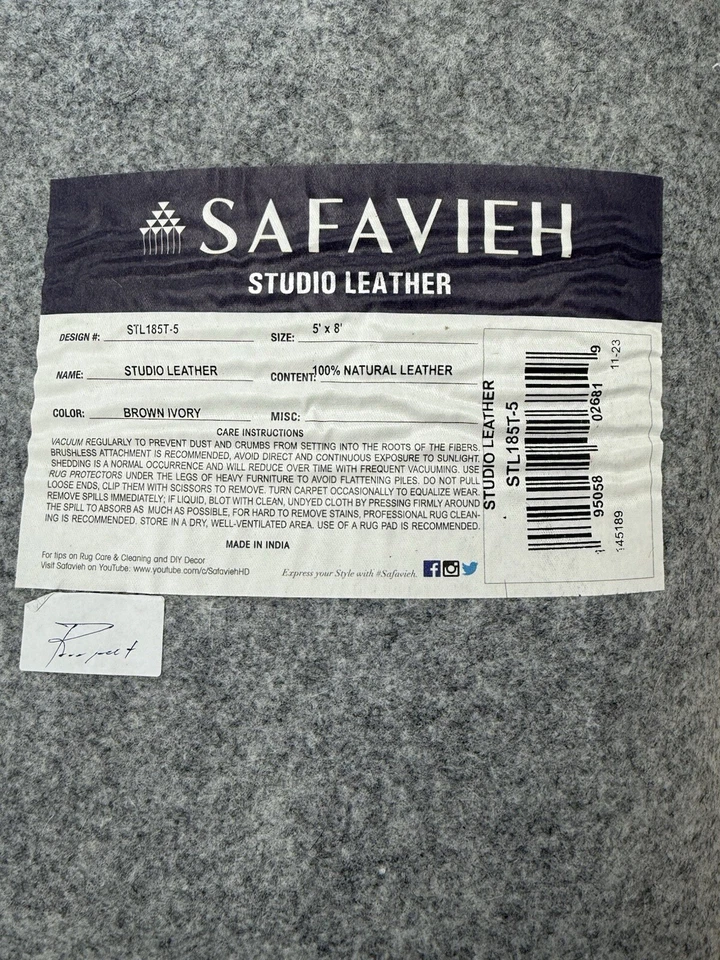 SAFAVIEH
STUDIO LEATHER
DESIGN #: STL185T-5
SIZE: 5' x 8'
NAME: STUDIO LEATHER
CONTENT: 100% NATURAL LEATHER
COLOR: BROWN IVORY
MISC:
CARE INSTRUCTIONS
VACUUM REGULARLY TO PREVENT DUST AND CRUMBS FROM SETTING INTO THE ROOTS OF THE FIBERS.
BRUSHLESS ATTACHMENT IS RECOMMENDED, AVOID DIRECT AND CONTINUOUS EXPOSURE TO SUNLIGHT.
SHEDDING IS A NORMAL OCCURRENCE AND WILL REDUCE OVER TIME WITH FREQUENT VACUUMING. USE
RUG PROTECTORS UNDER THE LEGS OF HEAVY FURNITURE TO AVOID FLATTENING PILES. DO NOT PULL
LOOSE ENDS, CLIP THEM WITH SCISSORS TO REMOVE. TURN CARPET OCCASIONALLY TO EQUALIZE WEAR.
REMOVE SPILLS IMMEDIATELY; IF LIQUID, BLOT WITH CLEAN, UNDYED CLOTH BY PRESSING FIRMLY AROUND
THE SPILL TO ABSORB AS MUCH AS POSSIBLE, FOR HARD TO REMOVE STAINS, PROFESSIONAL RUG CLEAN-
ING IS RECOMMENDED. STORE IN A DRY, WELL-VENTILATED AREA. USE OF A RUG PAD IS RECOMMENDED.
MADE IN INDIA
For tips on Rug Care & Cleaning and DIY Decor
Visit Safavieh on YouTube: www.youtube.com/c/SafaviehHD
Express your Style with #Safavieh.
STUDIO LEATHER
STL185T-5
1 95058 02681 9
145189 11-23